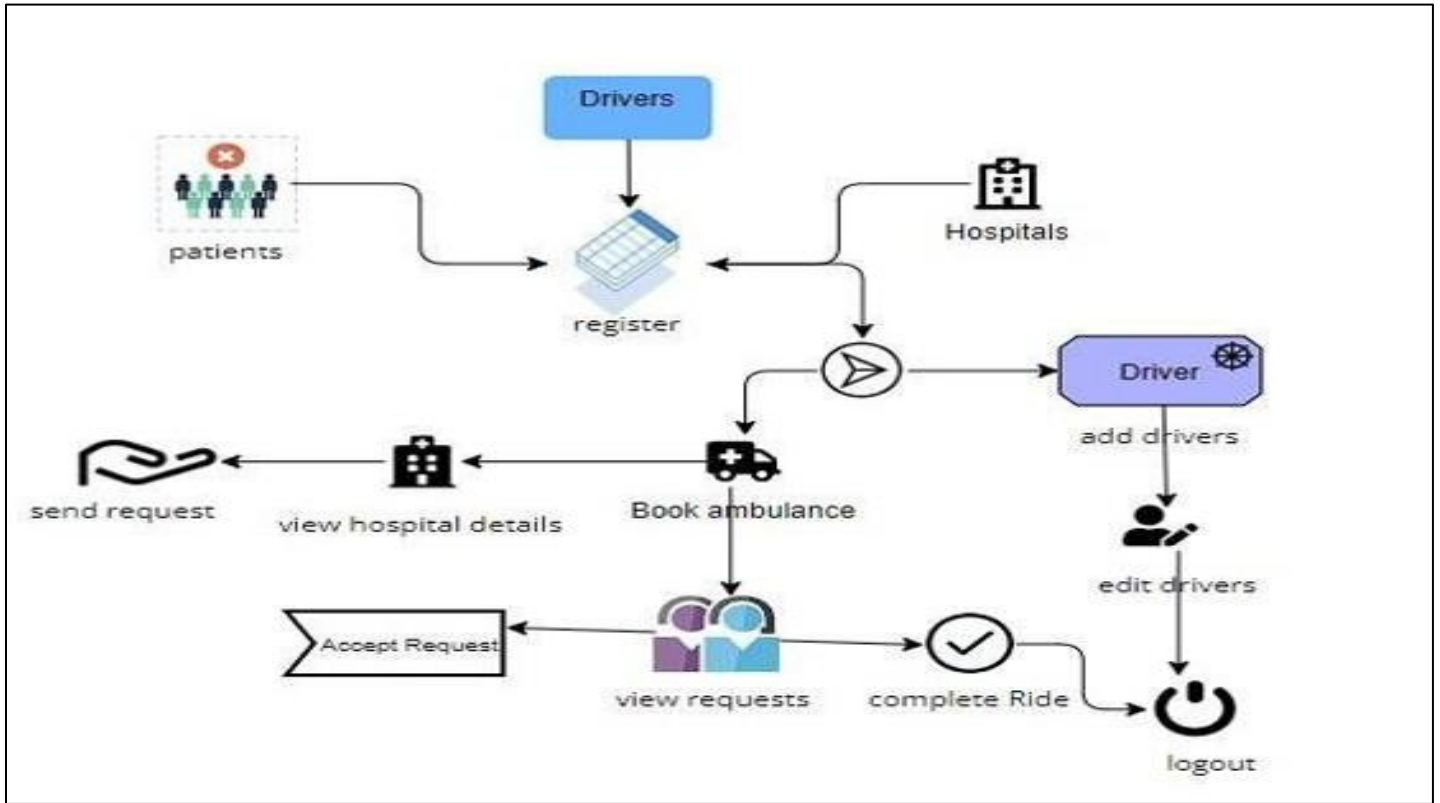 Drivers
patients
Hospitals
register
Driver
add drivers
send request
view hospital details
Book ambulance
edit drivers
Accept Request
view requests
complete Ride
logout